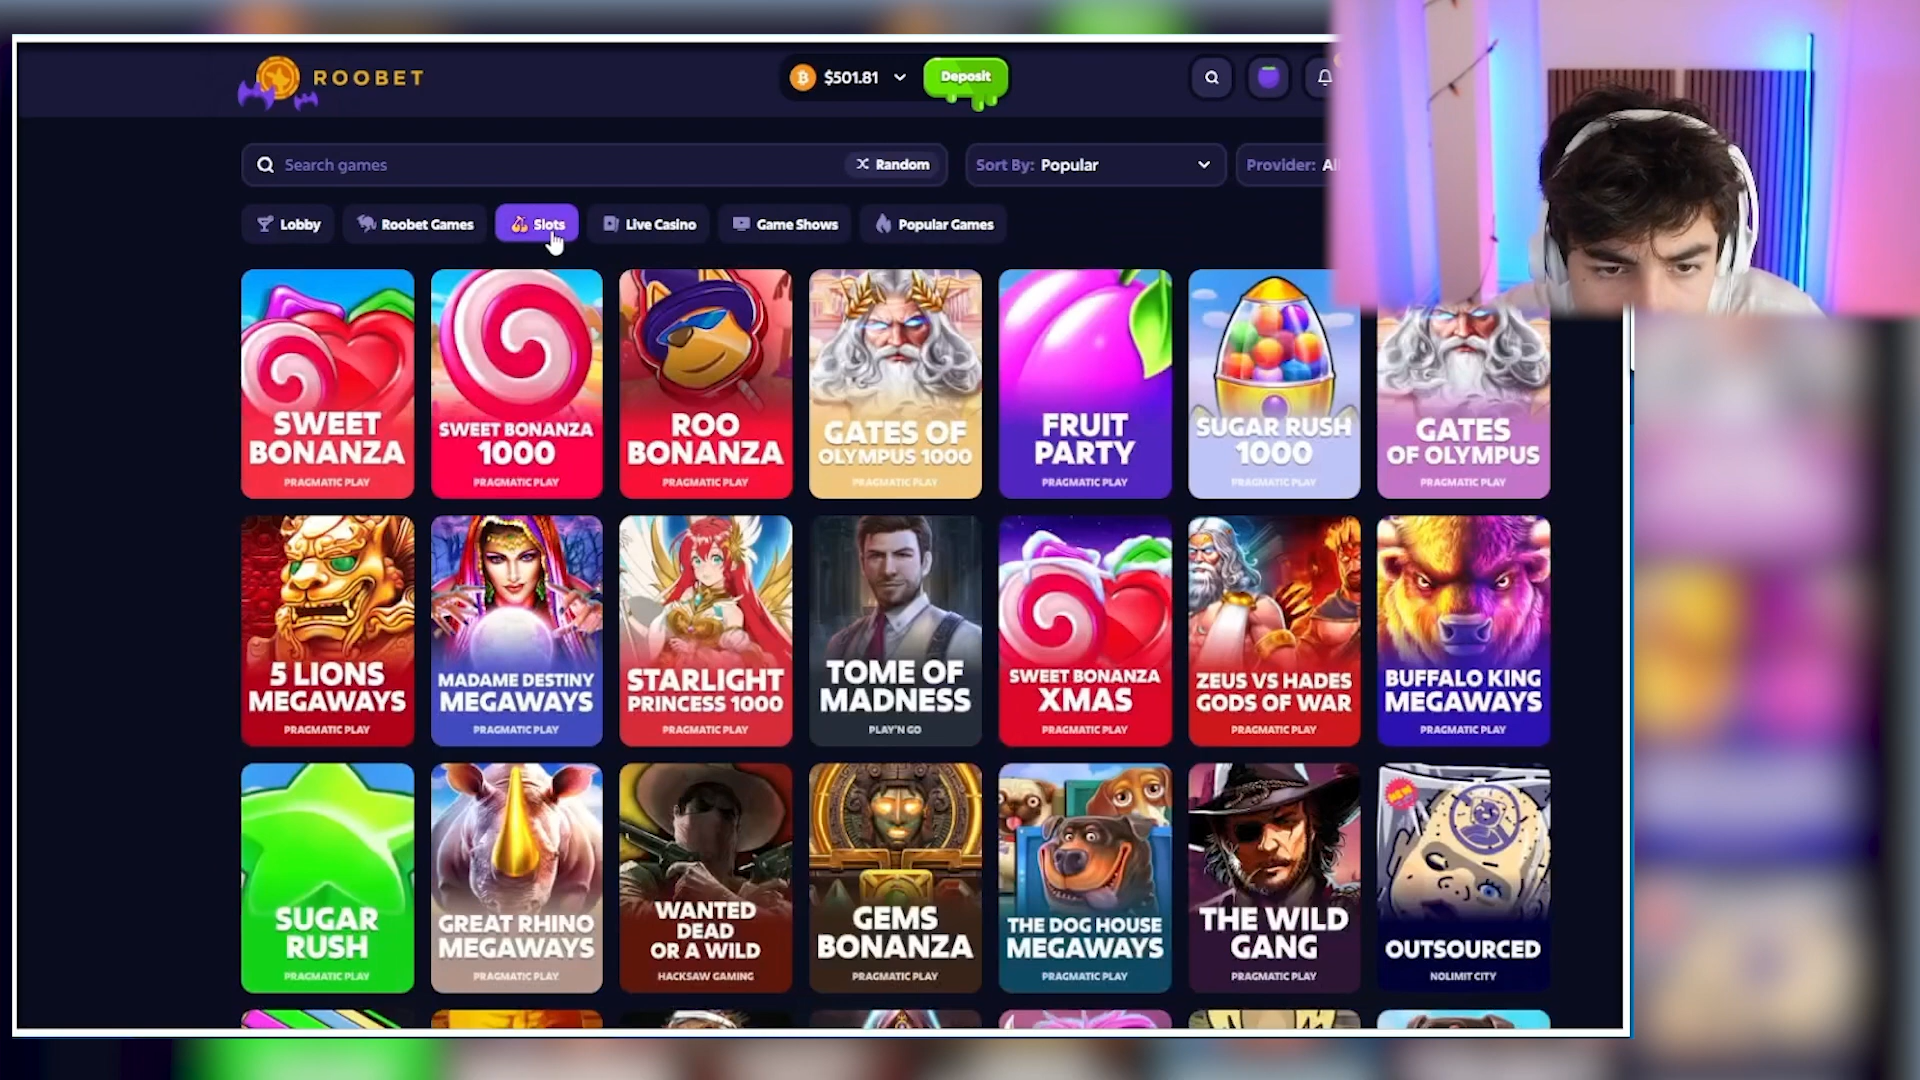 ROOBET
$501.81
Deposit
Search games
Random
Sort By: Popular
Provider: All
Lobby
Roobet Games
Slots
Live Casino
Game Shows
Popular Games
SWEET
BONANZA
PRAGMATIC PLAY
SWEET BONANZA
1000
PRAGMATIC PLAY
ROO
BONANZA
PRAGMATIC PLAY
GATES OF
OLYMPUS 1000
PRAGMATIC PLAY
FRUIT
PARTY
PRAGMATIC PLAY
SUGAR RUSH
1000
PRAGMATIC PLAY
GATES
OF OLYMPUS
PRAGMATIC PLAY
5 LIONS
MEGAWAYS
PRAGMATIC PLAY
MADAME DESTINY
MEGAWAYS
PRAGMATIC PLAY
STARLIGHT
PRINCESS 1000
PRAGMATIC PLAY
TOME OF
MADNESS
PLAY'N GO
SWEET BONANZA
XMAS
PRAGMATIC PLAY
ZEUS VS HADES
GODS OF WAR
PRAGMATIC PLAY
BUFFALO KING
MEGAWAYS
PRAGMATIC PLAY
SUGAR
RUSH
PRAGMATIC PLAY
GREAT RHINO
MEGAWAYS
PRAGMATIC PLAY
WANTED
DEAD
OR A WILD
HACKSAW GAMING
GEMS
BONANZA
PRAGMATIC PLAY
THE DOG HOUSE
MEGAWAYS
PRAGMATIC PLAY
THE WILD
GANG
PRAGMATIC PLAY
NEW
OUTSOURCED
NOLIMIT CITY